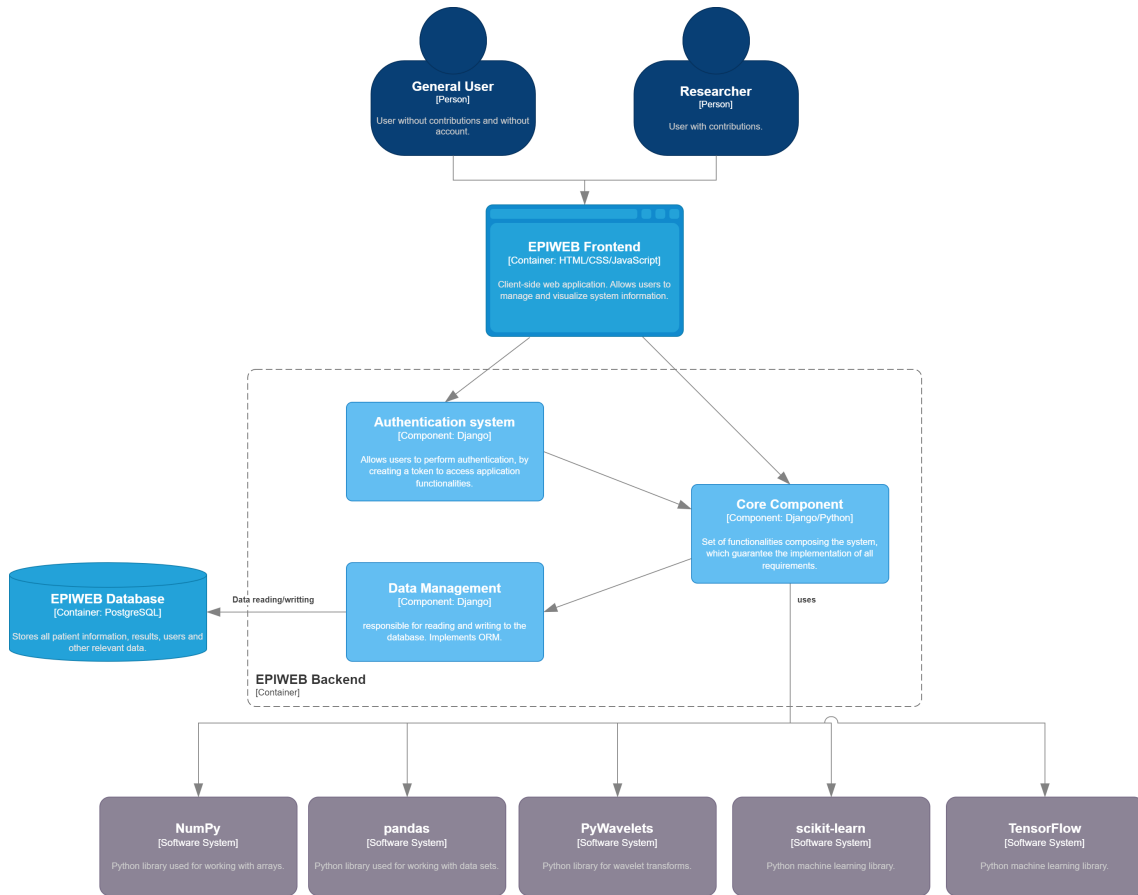 General User
[Person]
User without contributions and without
account.
Researcher
[Person]
User with contributions.
EPIWEB Frontend
[Container: HTML/CSS/JavaScript]
Client-side web application. Allows users to
manage and visualize system information.
Authentication system
[Component: Django]
Allows users to perform authentication, by
creating a token to access application
functionalities.
Core Component
[Component: Django/Python]
Set of functionalities composing the system,
which guarantee the implementation of all
requirements.
EPIWEB Database
[Container: PostgreSQL]
Stores all patient information, results, users and
other relevant data.
Data reading/writting
Data Management
[Component: Django]
responsible for reading and writing to the
database. Implements ORM.
uses
EPIWEB Backend
[Container]
NumPy
[Software System]
Python library used for working with arrays.
pandas
[Software System]
Python library used for working with data sets.
PyWavelets
[Software System]
Python library for wavelet transforms.
scikit-learn
[Software System]
Python machine learning library.
TensorFlow
[Software System]
Python machine learning library.